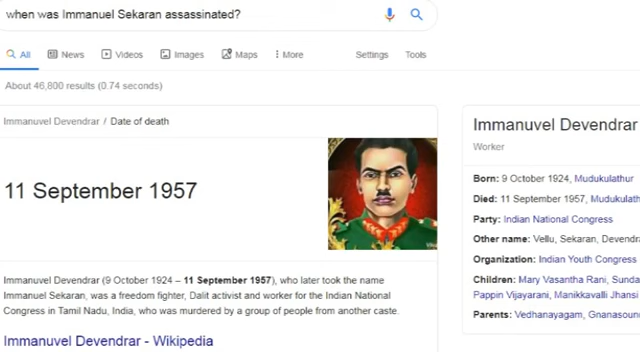 when was Immanuel Sekaran assassinated?
All News Videos Images Maps More Settings Tools
About 46,800 results (0.74 seconds)
Immanuvel Devendrar / Date of death
11 September 1957
Immanuvel Devendrar (9 October 1924 – 11 September 1957), who later took the name
Immanuel Sekaran, was a freedom fighter, Dalit activist and worker for the Indian National
Congress in Tamil Nadu, India, who was murdered by a group of people from another caste.
Immanuvel Devendrar - Wikipedia
Immanuvel Devendrar
Worker
Born: 9 October 1924, Mudukulathur
Died: 11 September 1957, Mudukulath
Party: Indian National Congress
Other name: Vellu, Sekaran, Devendra
Organization: Indian Youth Congress
Children: Mary Vasantha Rani, Sunda
Pappin Vijayarani, Manikkavalli Jhansi
Parents: Vedhanayagam, Gnanasound